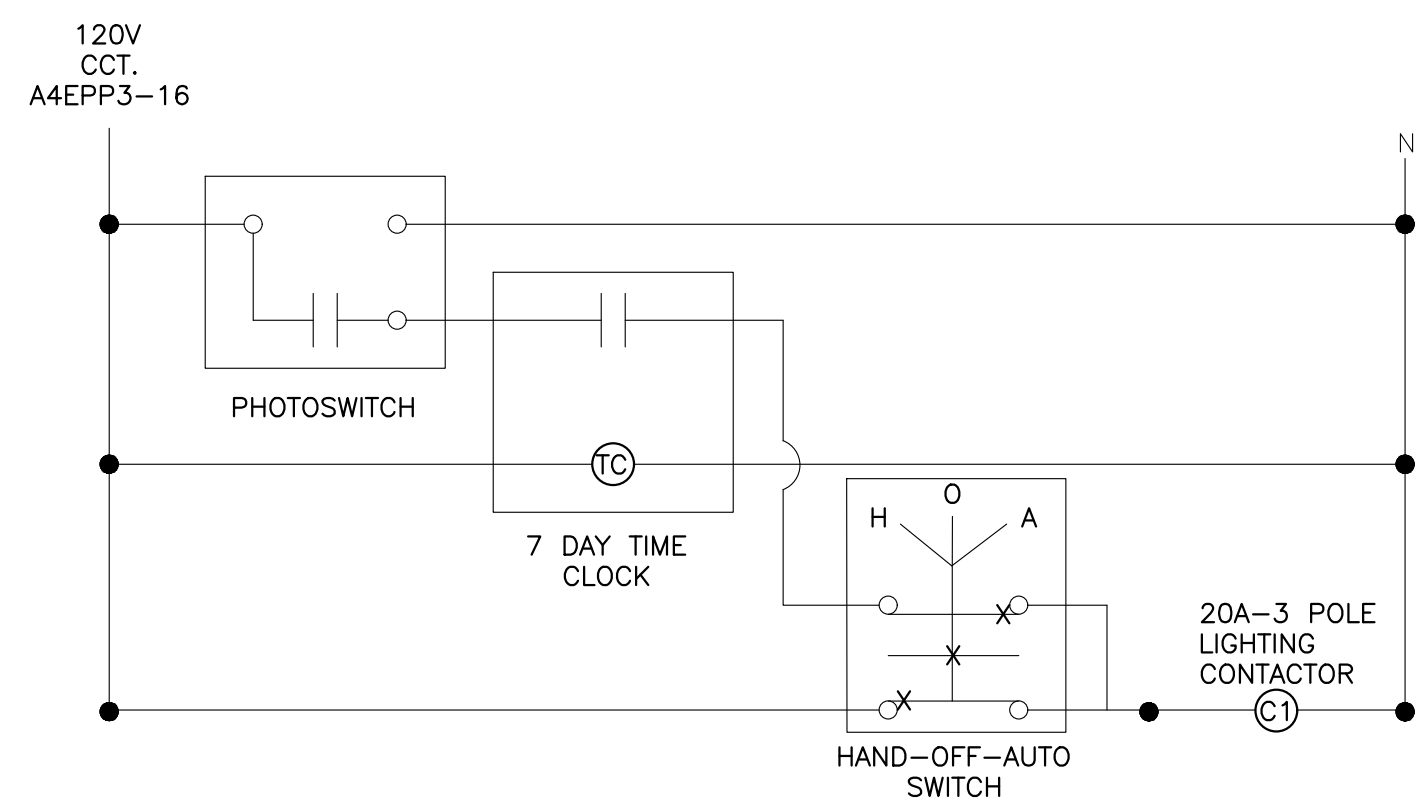 120V
CCT.
A4EPP3-16
N
PHOTOSWITCH
TC
7 DAY TIME
CLOCK
H O A
X
X
X
20A-3 POLE
LIGHTING
CONTACTOR
C1
HAND-OFF-AUTO
SWITCH